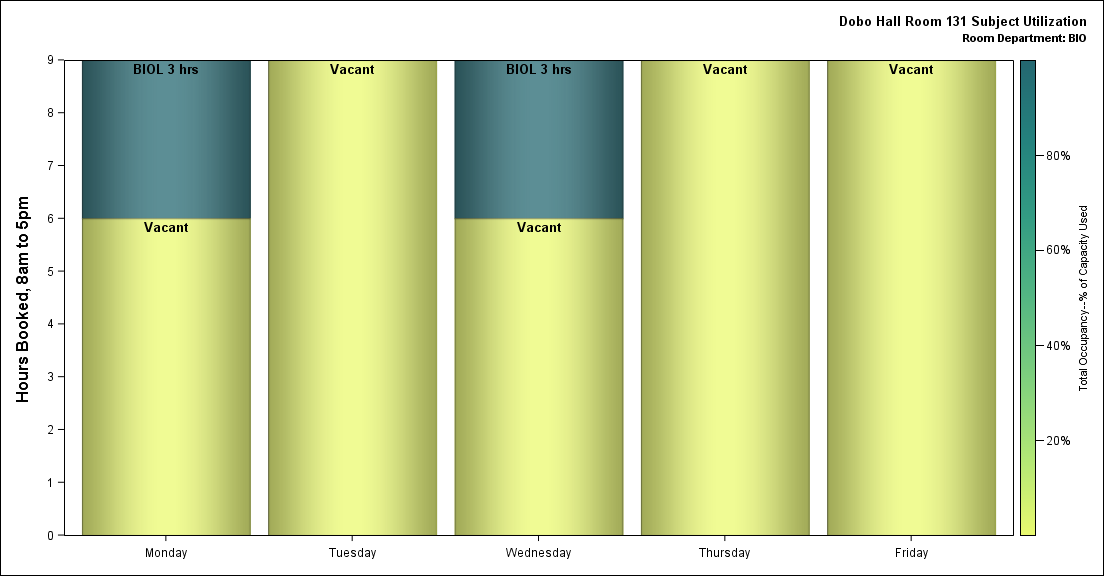 Dobo Hall Room 131 Subject Utilization
Room Department: BIO
Hours Booked, 8am to 5pm
9
8
7
6
5
4
3
2
1
0
BIOL 3 hrs
Vacant
Vacant
BIOL 3 hrs
Vacant
Vacant
Vacant
Monday
Tuesday
Wednesday
Thursday
Friday
80%
60%
40%
20%
Total Occupancy--% of Capacity Used